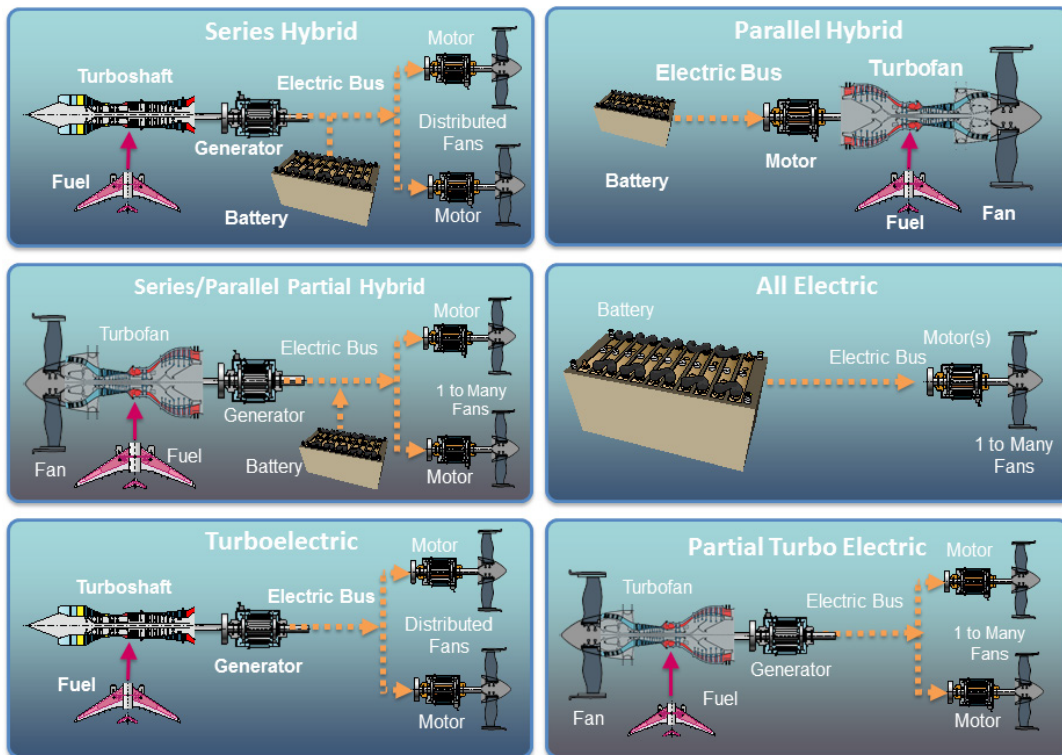 Series Hybrid
Motor
Turboshaft
Electric Bus
Distributed
Fans
Generator
Fuel
Battery
Motor
Parallel Hybrid
Electric Bus
Turbofan
Motor
Battery
Fuel
Fan
Series/Parallel Partial Hybrid
Motor
Turbofan
Electric Bus
1 to Many
Fans
Generator
Fan
Fuel
Battery
Motor
All Electric
Battery
Motor(s)
Electric Bus
1 to Many
Fans
Turboelectric
Motor
Turboshaft
Electric Bus
Distributed
Fans
Generator
Fuel
Motor
Partial Turbo Electric
Motor
Turbofan
Electric Bus
1 to Many
Fans
Generator
Fuel
Fan
Motor